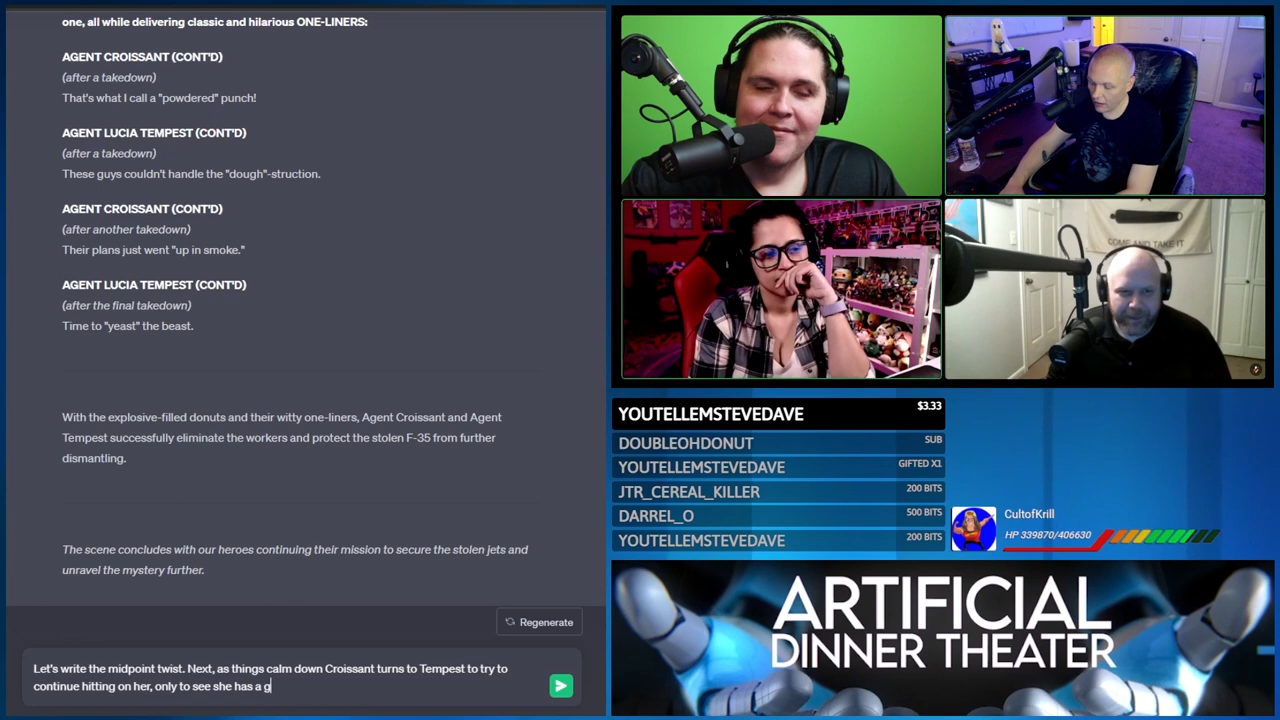 one, all while delivering classic and hilarious ONE-LINERS:
AGENT CROISSANT (CONT'D)
(after a takedown)
That's what I call a "powdered" punch!
AGENT LUCIA TEMPEST (CONT'D)
(after a takedown)
These guys couldn't handle the "dough"-struction.
AGENT CROISSANT (CONT'D)
(after another takedown)
Their plans just went "up in smoke."
AGENT LUCIA TEMPEST (CONT'D)
(after the final takedown)
Time to "yeast" the beast.
With the explosive-filled donuts and their witty one-liners, Agent Croissant and Agent
Tempest successfully eliminate the workers and protect the stolen F-35 from further
dismantling.
The scene concludes with our heroes continuing their mission to secure the stolen jets and
unravel the mystery further.
Regenerate
Let's write the midpoint twist. Next, as things calm down Croissant turns to Tempest to try to
continue hitting on her, only to see she has a g
COME AND TAKE IT
YOUTELLEMSTEVEDAVE $3.33
DOUBLEOHDONUT SUB
YOUTELLEMSTEVEDAVE GIFTED X1
JTR_CEREAL_KILLER 200 BITS
DARREL_O 500 BITS
YOUTELLEMSTEVEDAVE 200 BITS
CultofKrill
HP 339870/406630
ARTIFICIAL
DINNER THEATER